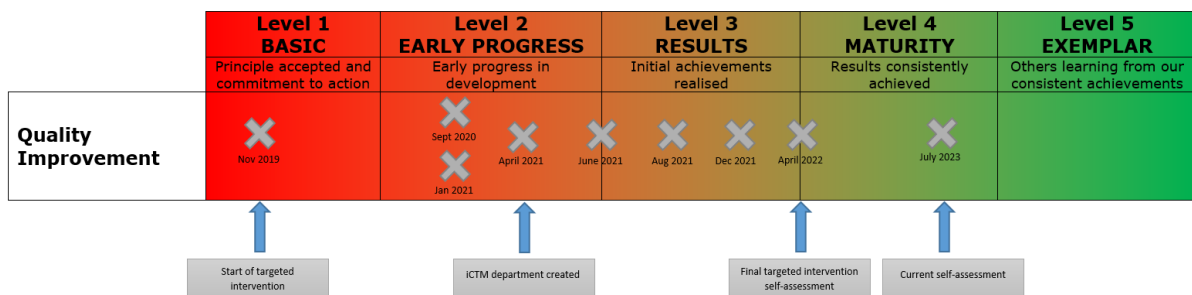 Level 1
BASIC
Level 2
EARLY PROGRESS
Level 3
RESULTS
Level 4
MATURITY
Level 5
EXEMPLAR
Principle accepted and
commitment to action
Early progress in
development
Initial achievements
realised
Results consistently
achieved
Others learning from our
consistent achievements
Quality
Improvement
Nov 2019
Sept 2020
Jan 2021
April 2021
June 2021
Aug 2021
Dec 2021
April 2022
July 2023
Start of targeted
intervention
iCTM department created
Final targeted intervention
self-assessment
Current self-assessment